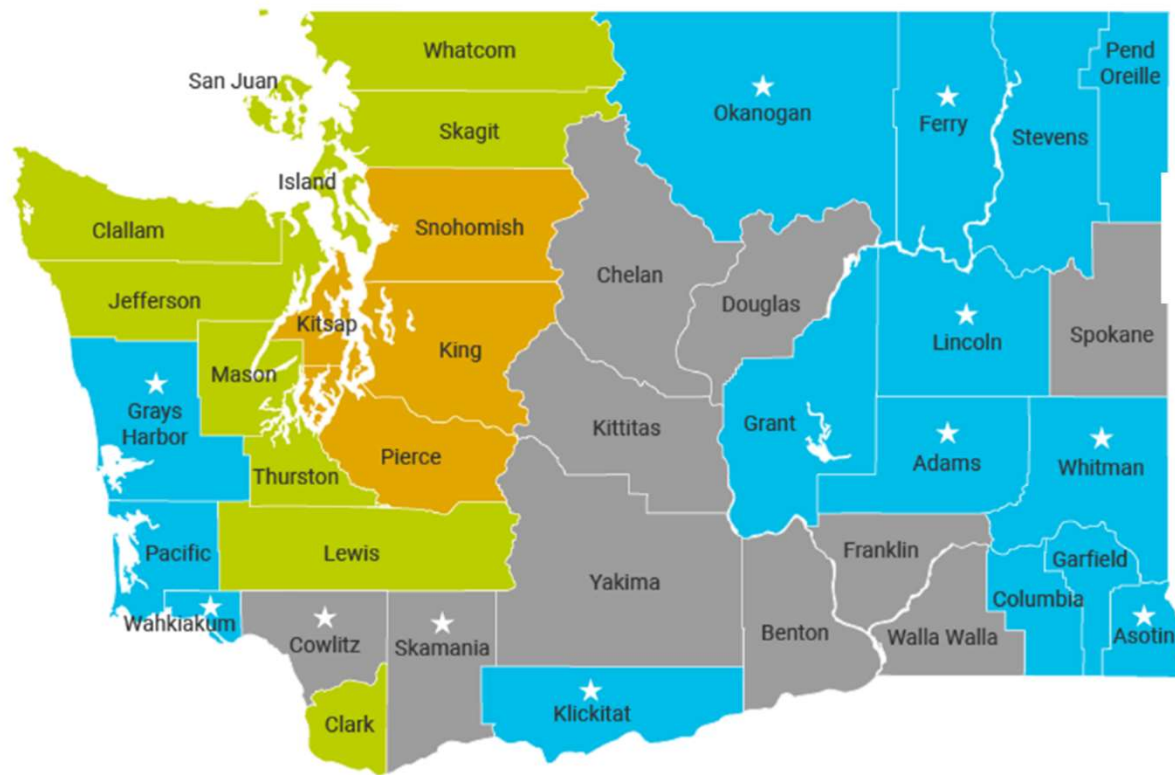 Whatcom
San Juan
Skagit
Island
Clallam
Snohomish
Jefferson
Kitsap
King
Mason
Grays
Harbor
Pierce
Thurston
Pacific
Lewis
Wahkiakum
Cowlitz
Skamania
Clark
Okanogan
Ferry
Stevens
Pend
Oreille
Chelan
Douglas
Lincoln
Spokane
Kittitas
Grant
Adams
Whitman
Yakima
Franklin
Garfield
Columbia
Benton
Walla Walla
Asotin
Klickitat